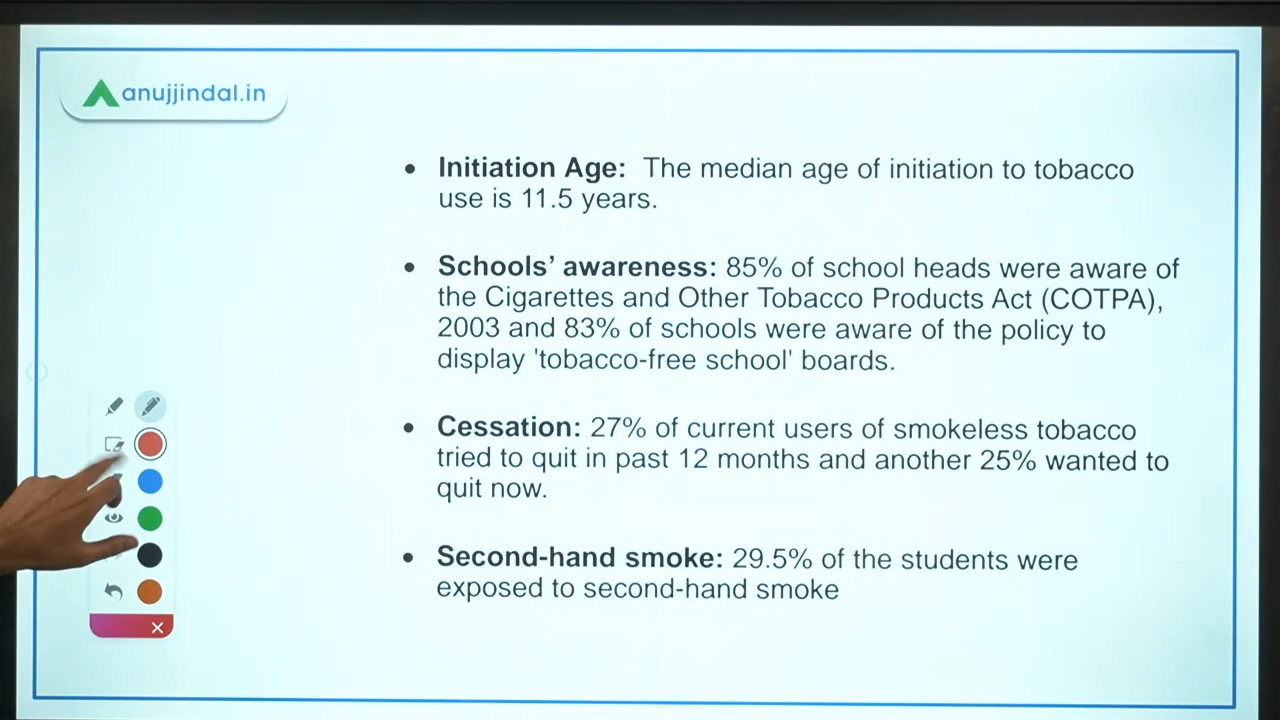 anujjindal.in
• Initiation Age: The median age of initiation to tobacco
use is 11.5 years.
• Schools’ awareness: 85% of school heads were aware of
the Cigarettes and Other Tobacco Products Act (COTPA),
2003 and 83% of schools were aware of the policy to
display 'tobacco-free school' boards.
• Cessation: 27% of current users of smokeless tobacco
tried to quit in past 12 months and another 25% wanted to
quit now.
• Second-hand smoke: 29.5% of the students were
exposed to second-hand smoke